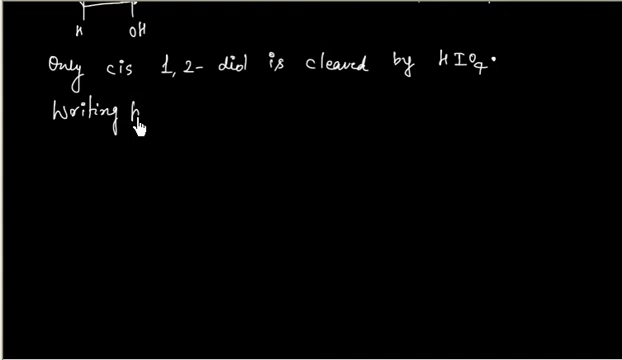 H OH
Only cis 1,2- diol is cleaved by HIO4.
Writing